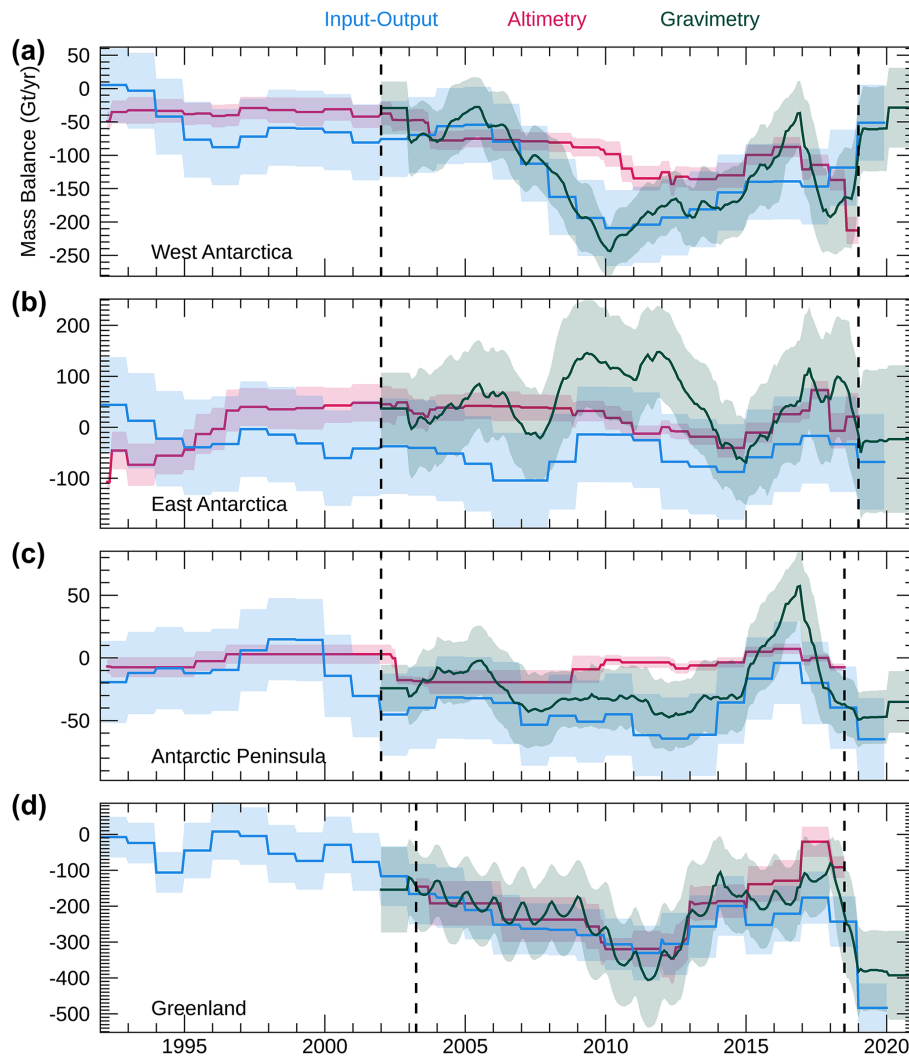 Input-Output Altimetry Gravimetry
(a)
Mass Balance (Gt/yr)
50
0
-50
-100
-150
-200
-250
West Antarctica
(b)
200
100
0
-100
East Antarctica
(c)
50
0
-50
Antarctic Peninsula
(d)
0
-100
-200
-300
-400
-500
Greenland
1995 2000 2005 2010 2015 2020